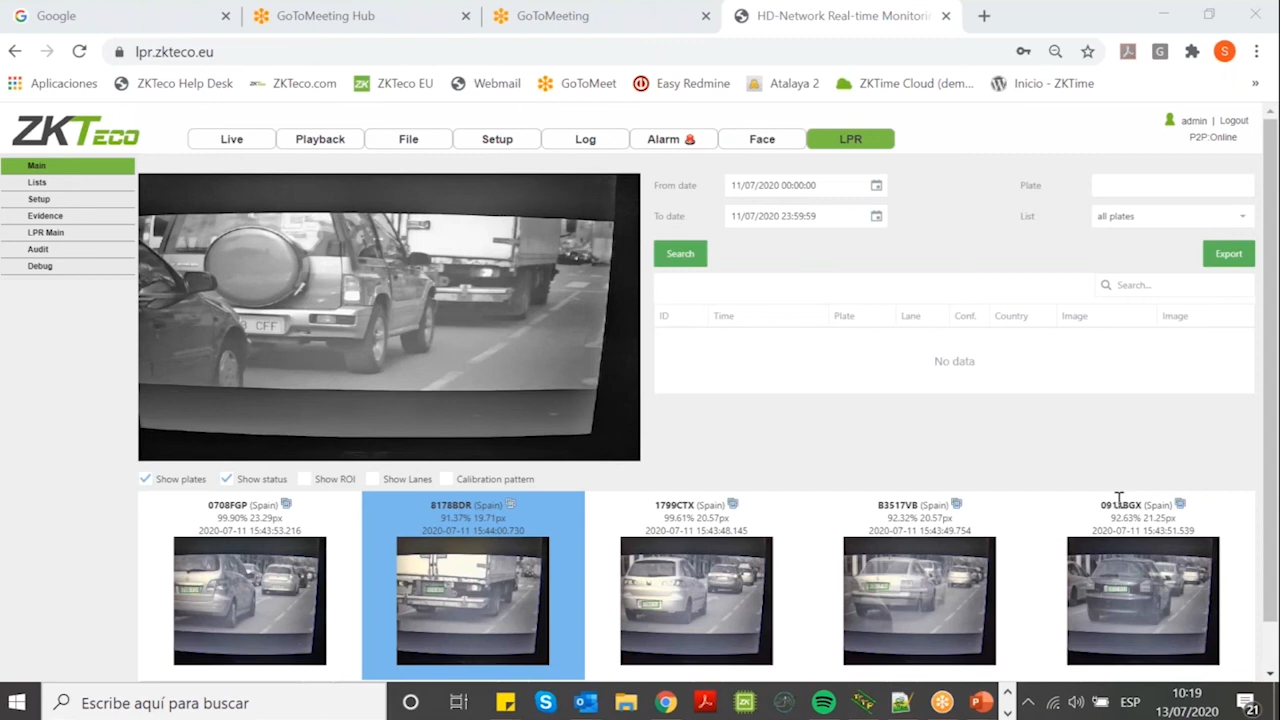 Google
GoToMeeting Hub
GoToMeeting
HD-Network Real-time Monitorin
lpr.zkteco.eu
Aplicaciones
ZKTeco Help Desk
ZKTeco.com
ZKTeco EU
Webmail
GoToMeet
Easy Redmine
Atalaya 2
ZKTime Cloud (dem...
Inicio - ZKTime
»
ZKTeco
Live
Playback
File
Setup
Log
Alarm
Face
LPR
admin | Logout
P2P:Online
Main
Lists
Setup
Evidence
LPR Main
Audit
Debug
CFF
From date 11/07/2020 00:00:00
Plate
To date 11/07/2020 23:59:59
List all plates
Search
Export
Search...
ID Time Plate Lane Conf. Country Image Image
No data
Show plates Show status Show ROI Show Lanes Calibration pattern
0708FGP (Spain)
99.90% 23.29px
2020-07-11 15:43:53.216
8178BDR (Spain)
91.37% 19.71px
2020-07-11 15:44:00.730
1799CTX (Spain)
99.61% 20.57px
2020-07-11 15:43:48.145
B3517VB (Spain)
92.32% 20.57px
2020-07-11 15:43:49.754
(Spain)
92.63% 21.25px
2020-07-11 15:43:51.539
Escribe aquí para buscar
ESP
10:19
13/07/2020
21